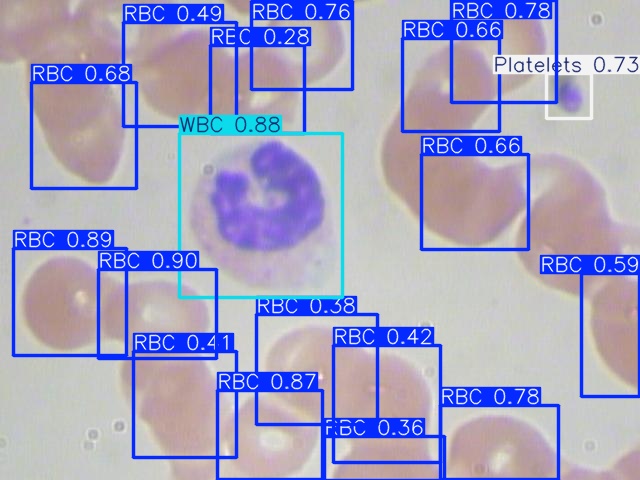 RBC 0.49
RBC 0.76
RBC 0.78
RBC 0.66
RBC 0.28
Platelets 0.73
RBC 0.68
WBC 0.88
RBC 0.66
RBC 0.89
RBC 0.90
RBC 0.59
RBC 0.38
RBC 0.41
RBC 0.42
RBC 0.87
RBC 0.78
RBC 0.36